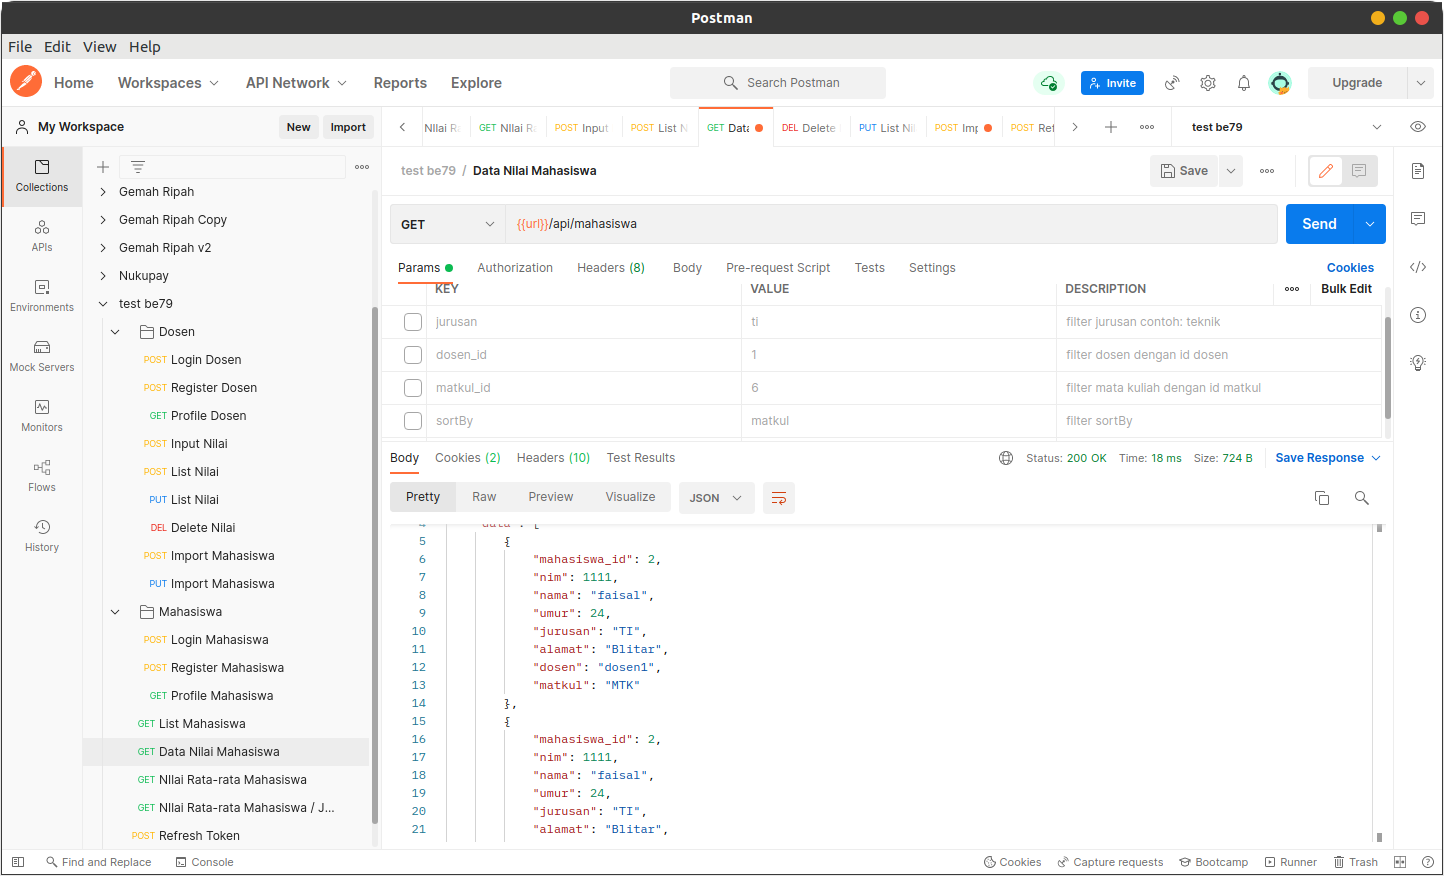 Postman
File Edit View Help
Home Workspaces API Network Reports Explore Search Postman Invite Upgrade
My Workspace New Import
NIlai Ra GET NIlai Ra POST Input POST List N GET Data DEL Delete PUT List Nil POST Imp POST Ref test be79
Collections
APIs
Environments
Mock Servers
Monitors
Flows
History
Gemah Ripah
Gemah Ripah Copy
Gemah Ripah v2
Nukupay
test be79
Dosen
POST Login Dosen
POST Register Dosen
GET Profile Dosen
POST Input Nilai
POST List Nilai
PUT List Nilai
DEL Delete Nilai
POST Import Mahasiswa
PUT Import Mahasiswa
Mahasiswa
POST Login Mahasiswa
POST Register Mahasiswa
GET Profile Mahasiswa
GET List Mahasiswa
GET Data Nilai Mahasiswa
GET NIlai Rata-rata Mahasiswa
GET NIlai Rata-rata Mahasiswa / J...
POST Refresh Token
test be79 / Data Nilai Mahasiswa Save
GET {{url}}/api/mahasiswa Send
Params Authorization Headers (8) Body Pre-request Script Tests Settings Cookies
KEY VALUE DESCRIPTION Bulk Edit
jurusan ti filter jurusan contoh: teknik
dosen_id 1 filter dosen dengan id dosen
matkul_id 6 filter mata kuliah dengan id matkul
sortBy matkul filter sortBy
Body Cookies (2) Headers (10) Test Results Status: 200 OK Time: 18 ms Size: 724 B Save Response
Pretty Raw Preview Visualize JSON
4 "data": [
5 {
6 "mahasiswa_id": 2,
7 "nim": 1111,
8 "nama": "faisal",
9 "umur": 24,
10 "jurusan": "TI",
11 "alamat": "Blitar",
12 "dosen": "dosen1",
13 "matkul": "MTK"
14 },
15 {
16 "mahasiswa_id": 2,
17 "nim": 1111,
18 "nama": "faisal",
19 "umur": 24,
20 "jurusan": "TI",
21 "alamat": "Blitar",
Find and Replace Console Cookies Capture requests Bootcamp Runner Trash